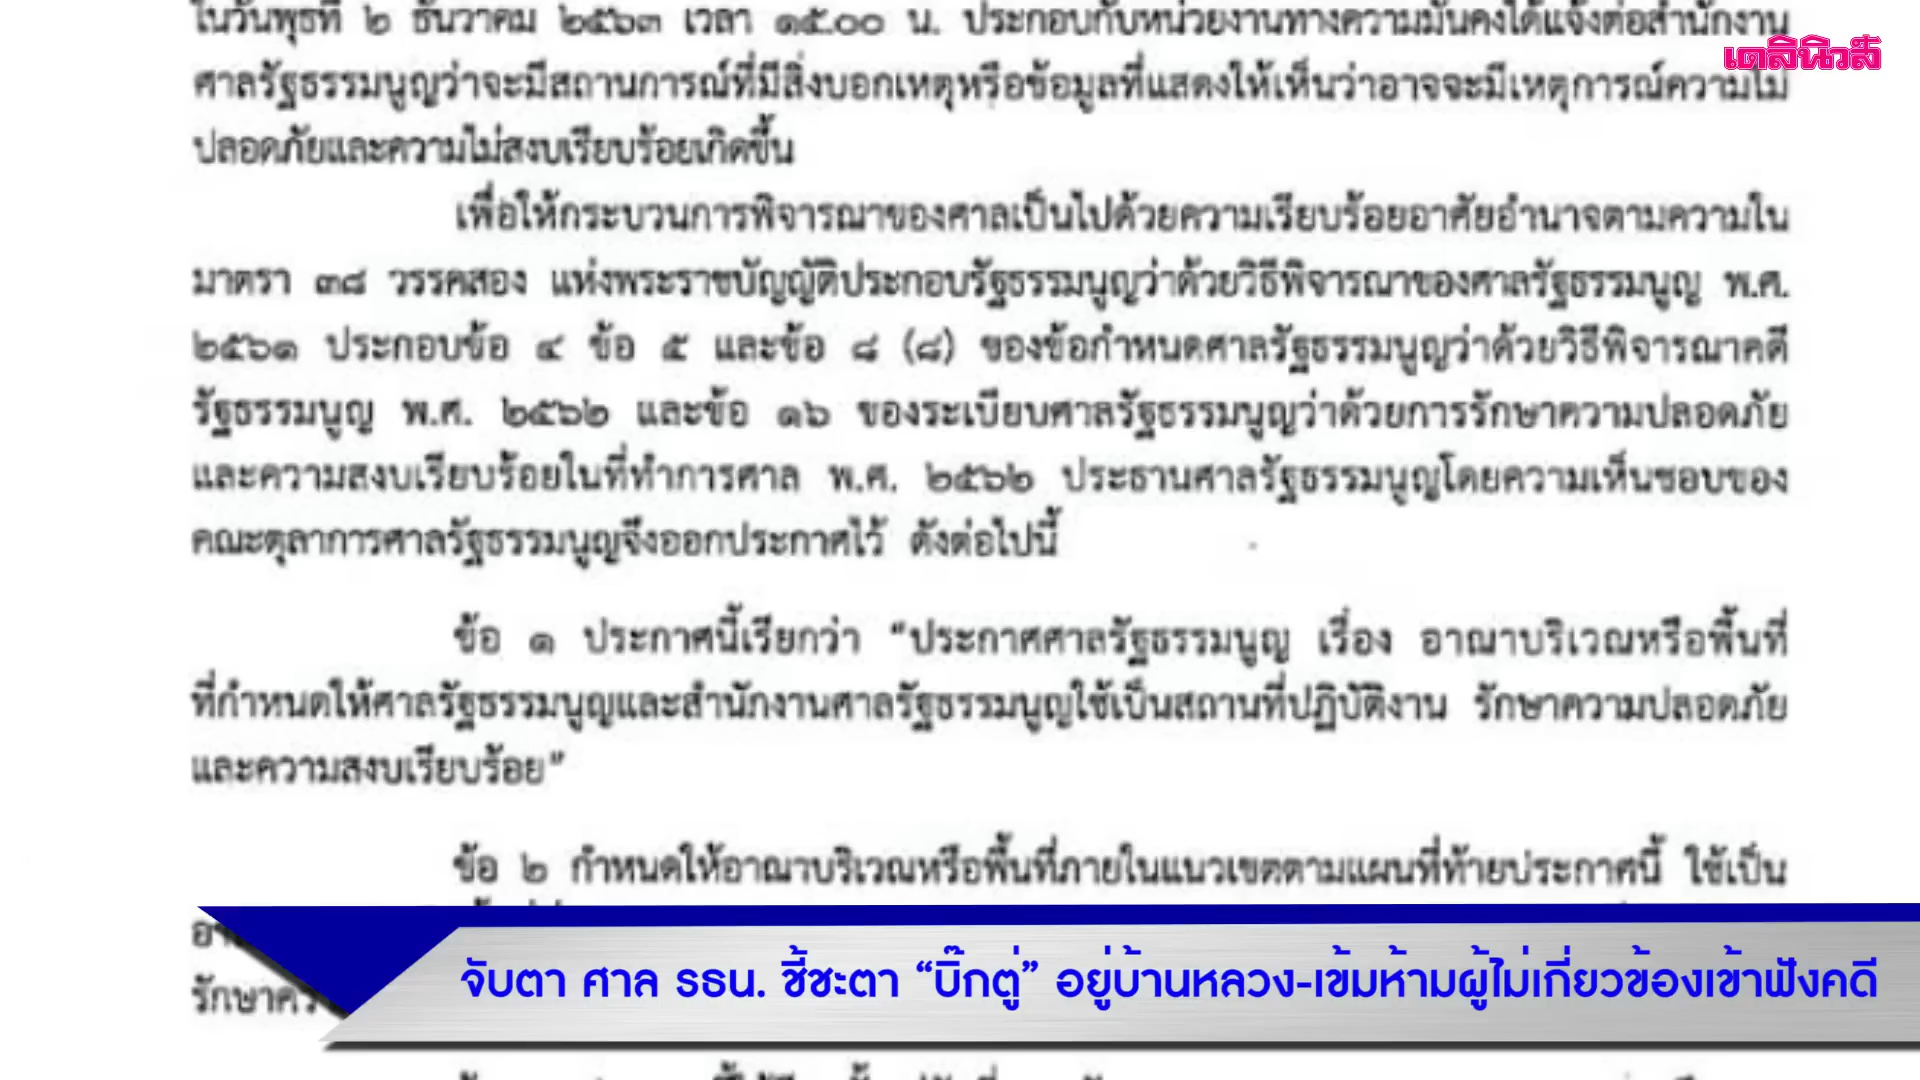 ในวันพุธที่ ๒ ธันวาคม ๒๕๖๓ เวลา ๑๕.๐๐ น. ประกอบกับหน่วยงานทางความมั่นคงได้แจ้งต่อสำนักงาน
เดลินิวส์
ศาลรัฐธรรมนูญว่าจะมีสถานการณ์ที่มีสิ่งบอกเหตุหรือข้อมูลที่แสดงให้เห็นว่าอาจจะมีเหตุการณ์ความไม่
ปลอดภัยและความไม่สงบเรียบร้อยเกิดขึ้น
เพื่อให้กระบวนการพิจารณาของศาลเป็นไปด้วยความเรียบร้อยอาศัยอำนาจตามความใน
มาตรา ๓๘ วรรคสอง แห่งพระราชบัญญัติประกอบรัฐธรรมนูญว่าด้วยวิธีพิจารณาของศาลรัฐธรรมนูญ พ.ศ.
๒๕๖๑ ประกอบข้อ ๔ ข้อ ๕ และข้อ ๘ (๘) ของข้อกำหนดศาลรัฐธรรมนูญว่าด้วยวิธีพิจารณาคดี
รัฐธรรมนูญ พ.ศ. ๒๕๖๒ และข้อ ๑๖ ของระเบียบศาลรัฐธรรมนูญว่าด้วยการรักษาความปลอดภัย
และความสงบเรียบร้อยในที่ทำการศาล พ.ศ. ๒๕๖๒ ประธานศาลรัฐธรรมนูญโดยความเห็นชอบของ
คณะตุลาการศาลรัฐธรรมนูญจึงออกประกาศไว้ ดังต่อไปนี้
ข้อ ๑ ประกาศนี้เรียกว่า “ประกาศศาลรัฐธรรมนูญ เรื่อง อาณาบริเวณหรือพื้นที่
ที่กำหนดให้ศาลรัฐธรรมนูญและสำนักงานศาลรัฐธรรมนูญใช้เป็นสถานที่ปฏิบัติงาน รักษาความปลอดภัย
และความสงบเรียบร้อย”
ข้อ ๒ กำหนดให้อาณาบริเวณหรือพื้นที่ภายในแนวเขตตามแผนที่ท้ายประกาศนี้ ใช้เป็น
จับตา ศาล รธน. ชี้ชะตา “บิ๊กตู่” อยู่บ้านหลวง-เข้มห้ามผู้ไม่เกี่ยวข้องเข้าฟังคดี